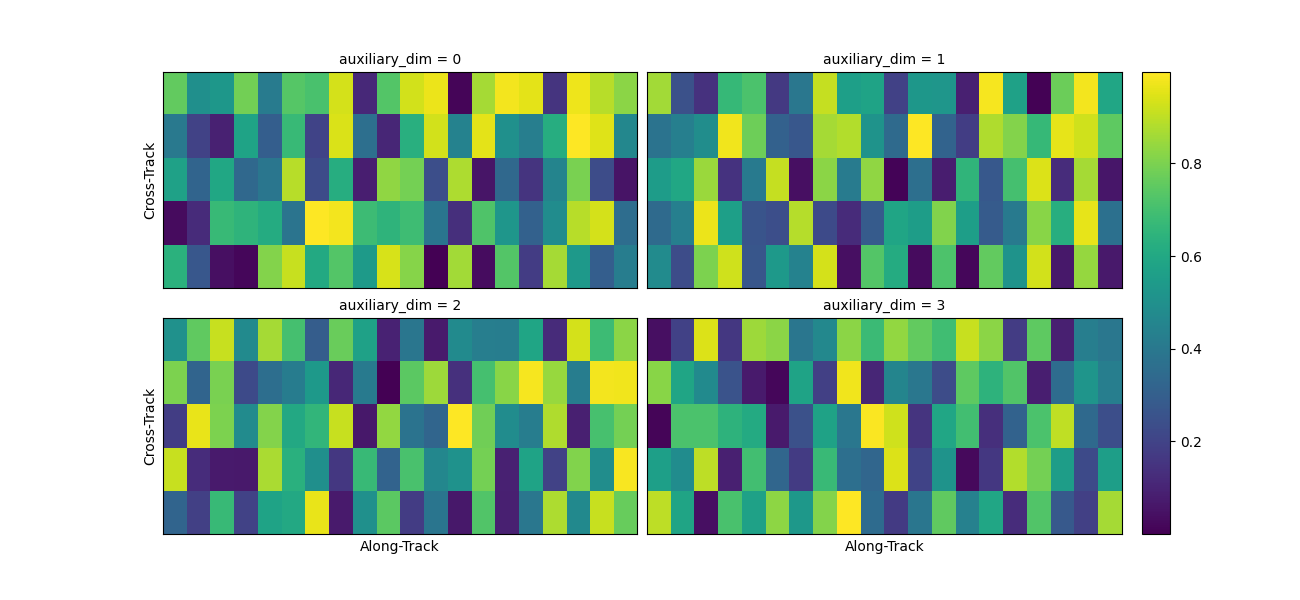 auxiliary_dim = 0
auxiliary_dim = 1
Cross-Track
0.8
0.6
auxiliary_dim = 2
auxiliary_dim = 3
Cross-Track
0.4
0.2
Along-Track
Along-Track